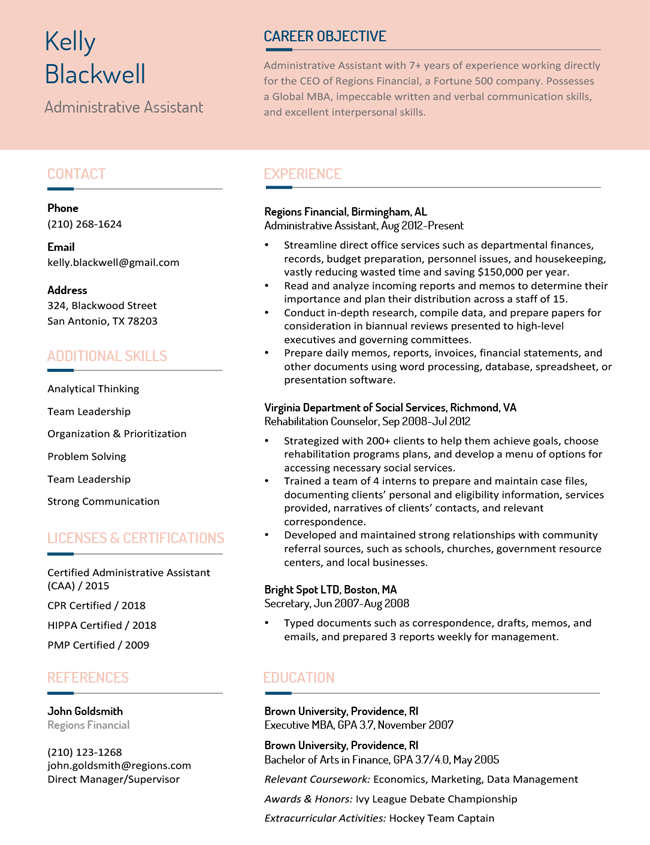 Kelly
Blackwell
Administrative Assistant
CAREER OBJECTIVE
Administrative Assistant with 7+ years of experience working directly
for the CEO of Regions Financial, a Fortune 500 company. Possesses
a Global MBA, impeccable written and verbal communication skills,
and excellent interpersonal skills.
CONTACT
Phone
(210) 268-1624
Email
kelly.blackwell@gmail.com
Address
324, Blackwood Street
San Antonio, TX 78203
ADDITIONAL SKILLS
Analytical Thinking
Team Leadership
Organization & Prioritization
Problem Solving
Team Leadership
Strong Communication
LICENSES & CERTIFICATIONS
Certified Administrative Assistant
(CAA) / 2015
CPR Certified / 2018
HIPPA Certified / 2018
PMP Certified / 2009
REFERENCES
John Goldsmith
Regions Financial
(210) 123-1268
john.goldsmith@regions.com
Direct Manager/Supervisor
EXPERIENCE
Regions Financial, Birmingham, AL
Administrative Assistant, Aug 2012-Present
• Streamline direct office services such as departmental finances,
records, budget preparation, personnel issues, and housekeeping,
vastly reducing wasted time and saving $150,000 per year.
• Read and analyze incoming reports and memos to determine their
importance and plan their distribution across a staff of 15.
• Conduct in-depth research, compile data, and prepare papers for
consideration in biannual reviews presented to high-level
executives and governing committees.
• Prepare daily memos, reports, invoices, financial statements, and
other documents using word processing, database, spreadsheet, or
presentation software.
Virginia Department of Social Services, Richmond, VA
Rehabilitation Counselor, Sep 2008-Jul 2012
• Strategized with 200+ clients to help them achieve goals, choose
rehabilitation programs plans, and develop a menu of options for
accessing necessary social services.
• Trained a team of 4 interns to prepare and maintain case files,
documenting clients’ personal and eligibility information, services
provided, narratives of clients’ contacts, and relevant
correspondence.
• Developed and maintained strong relationships with community
referral sources, such as schools, churches, government resource
centers, and local businesses.
Bright Spot LTD, Boston, MA
Secretary, Jun 2007-Aug 2008
• Typed documents such as correspondence, drafts, memos, and
emails, and prepared 3 reports weekly for management.
EDUCATION
Brown University, Providence, RI
Executive MBA, GPA 3.7, November 2007
Brown University, Providence, RI
Bachelor of Arts in Finance, GPA 3.7/4.0, May 2005
Relevant Coursework: Economics, Marketing, Data Management
Awards & Honors: Ivy League Debate Championship
Extracurricular Activities: Hockey Team Captain